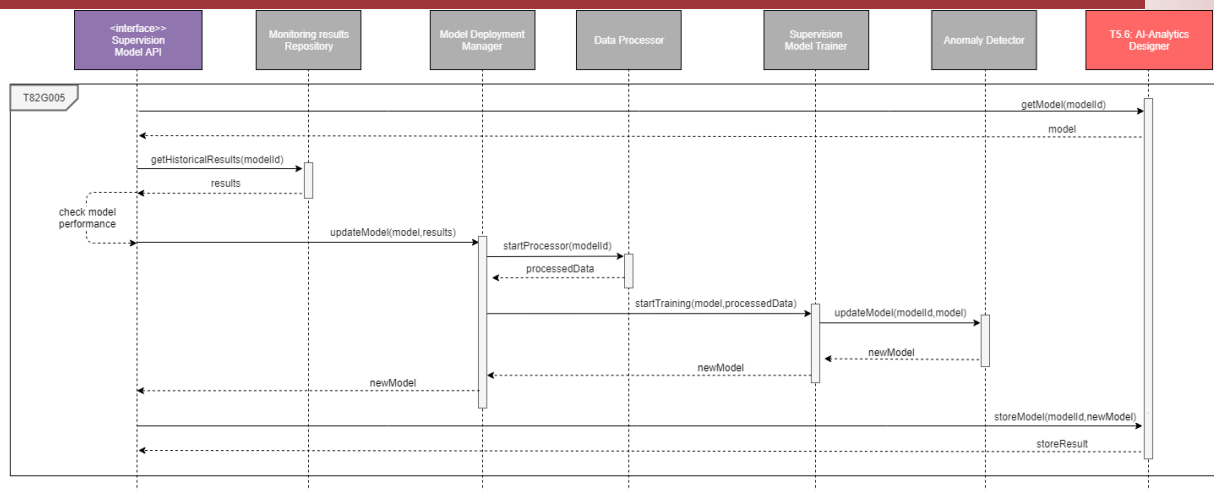 <interface>>
Supervision
Model API
Monitoring results
Repository
Model Deployment
Manager
Data Processor
Supervision
Model Trainer
Anomaly Detector
T5.6: AI-Analytics
Designer
T82G005
getModel(modelId)
model
getHistoricalResults(modelId)
results
check model
performance
updateModel(model,results)
startProcessor(modelId)
processedData
startTraining(model,processedData)
updateModel(modelId,model)
newModel
newModel
newModel
storeModel(modelId,newModel)
storeResult